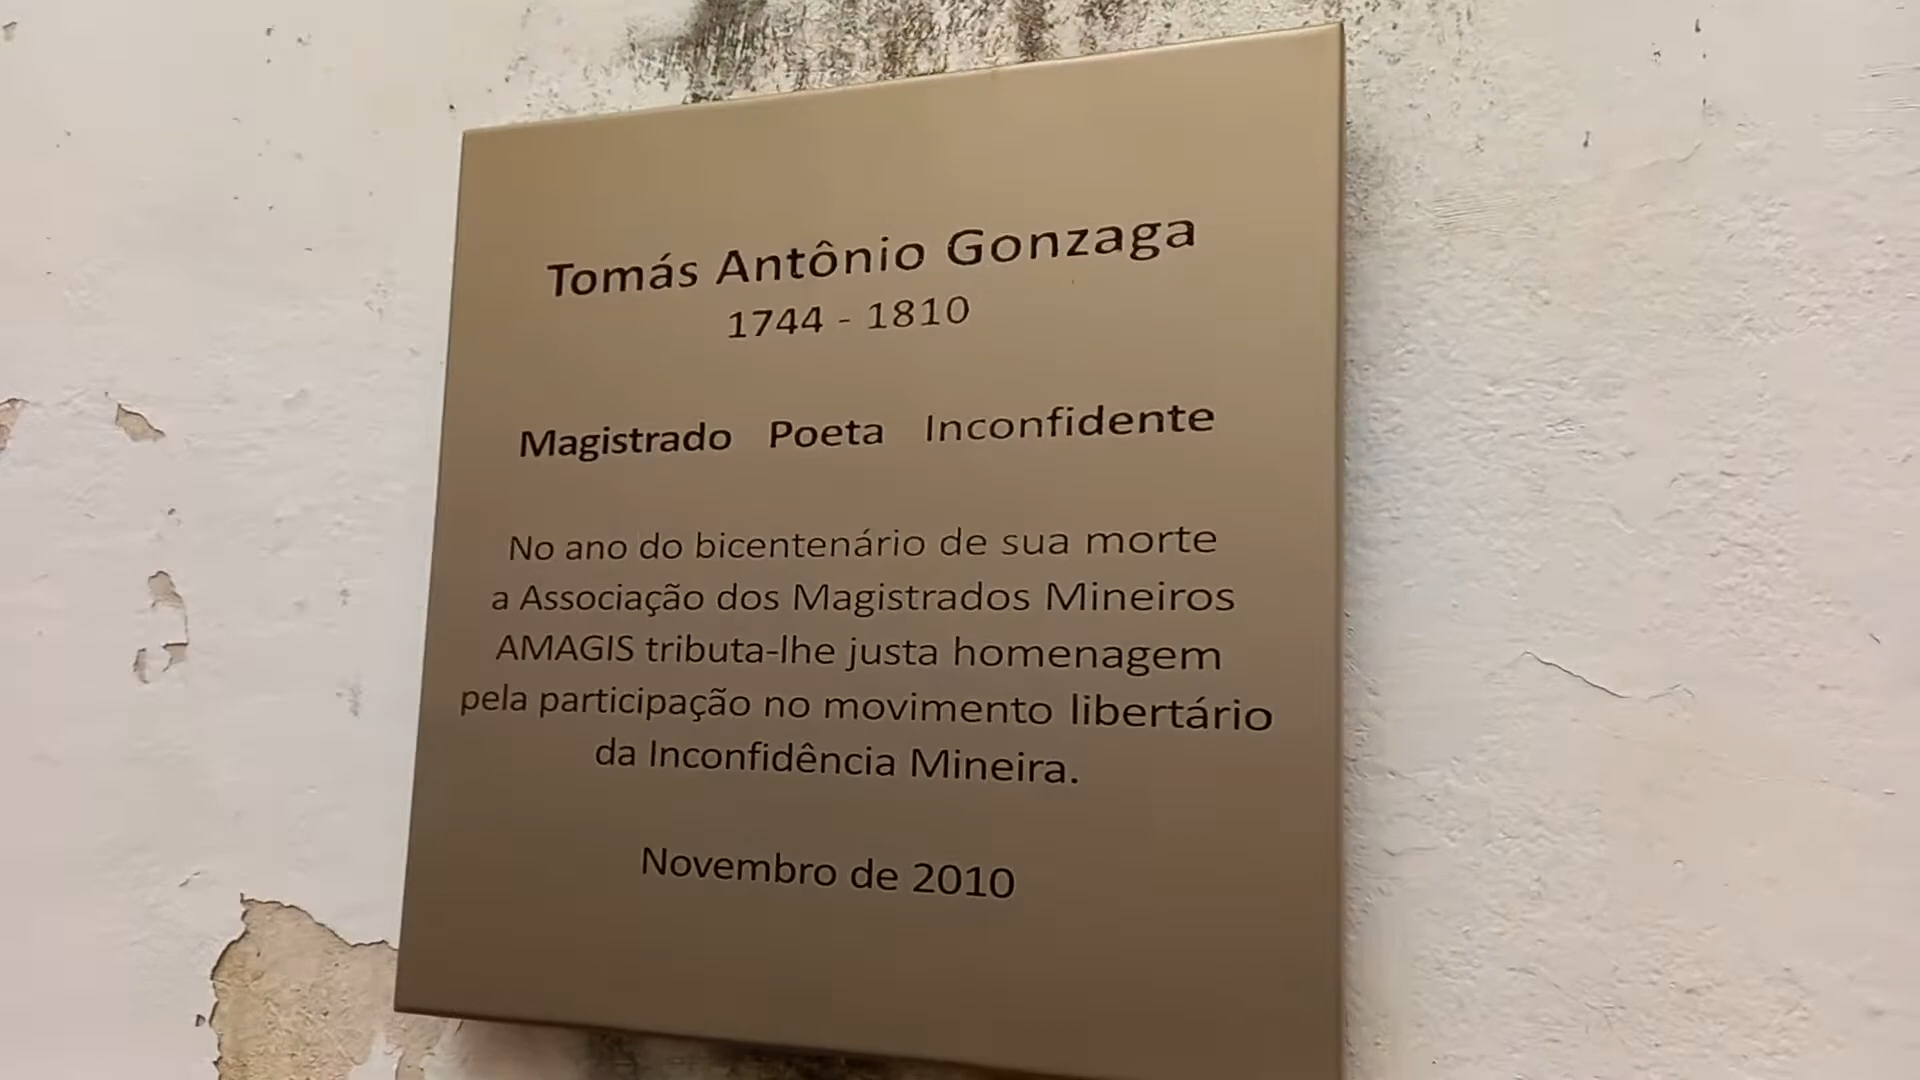 Tomás Antônio Gonzaga
1744 - 1810
Magistrado Poeta Inconfidente
No ano do bicentenário de sua morte
a Associação dos Magistrados Mineiros
AMAGIS tributa-lhe justa homenagem
pela participação no movimento libertário
da Inconfidência Mineira.
Novembro de 2010